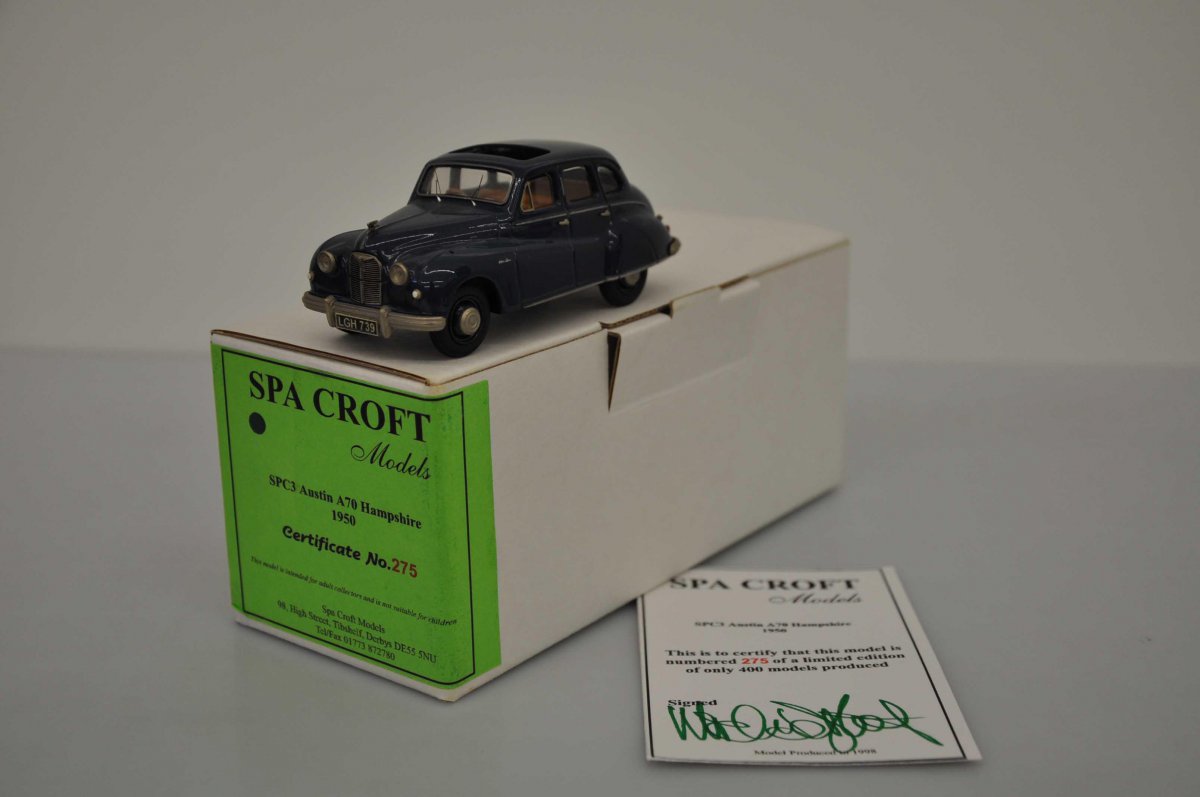 LGH 739
SPA CROFT
Models
SPC3 Austin A70 Hampshire
1950
Certificate No.275
This model is intended for adult collectors and is not suitable for children
Spa Croft Models
98, High Street, Tibshelf, Derbys DE55 5NU
Tel/Fax 01773 872780
SPA CROFT
Models
SPC3 Austin A70 Hampshire
1950
This is to certify that this model is
numbered 275 of a limited edition
of only 400 models produced
Signed
Model Produced in 1998